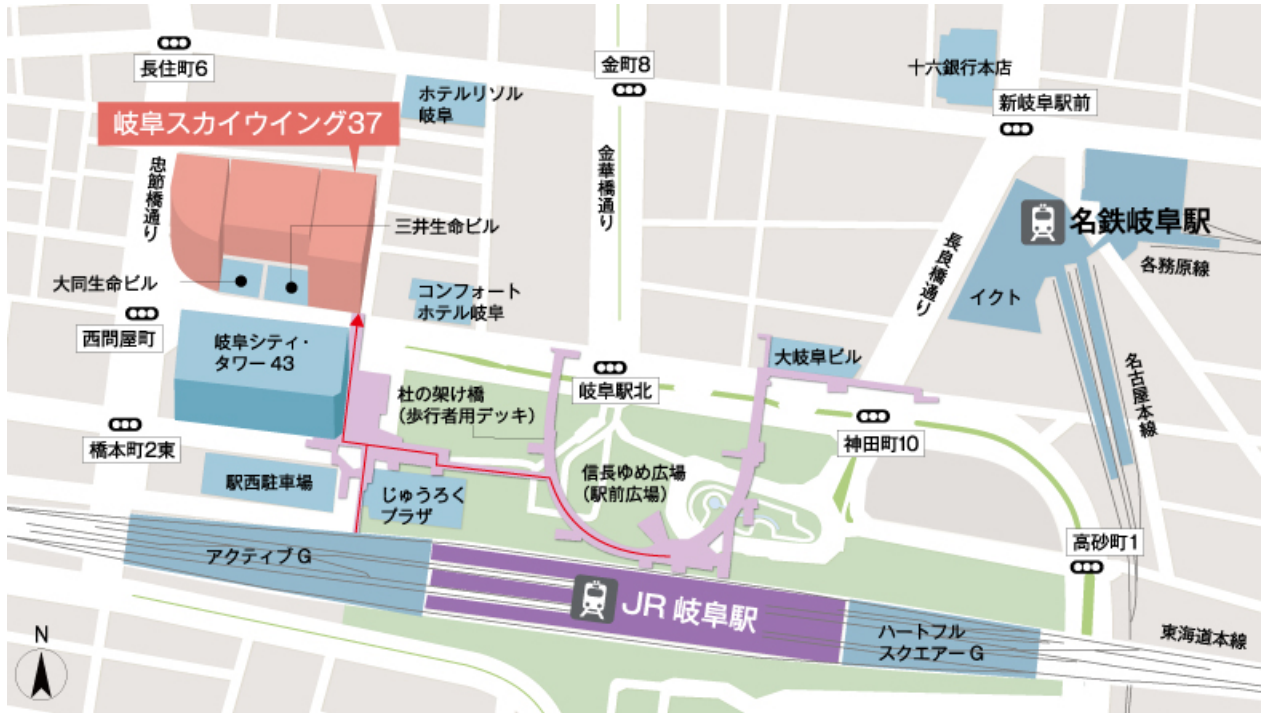 長住町6
金町8
十六銀行本店
新岐阜駅前
ホテルリソル
岐阜
岐阜スカイウイング37
忠節橋通り
金華橋通り
長良橋通り
名鉄岐阜駅
各務原線
三井生命ビル
大同生命ビル
コンフォート
ホテル岐阜
イクト
西問屋町
岐阜シティ・
タワー43
大岐阜ビル
名古屋本線
岐阜駅北
杜の架け橋
(歩行者用デッキ)
神田町10
橋本町2東
駅西駐車場
じゅうろく
プラザ
信長ゆめ広場
(駅前広場)
高砂町1
アクティブG
JR岐阜駅
ハートフル
スクエアーG
東海道本線
N